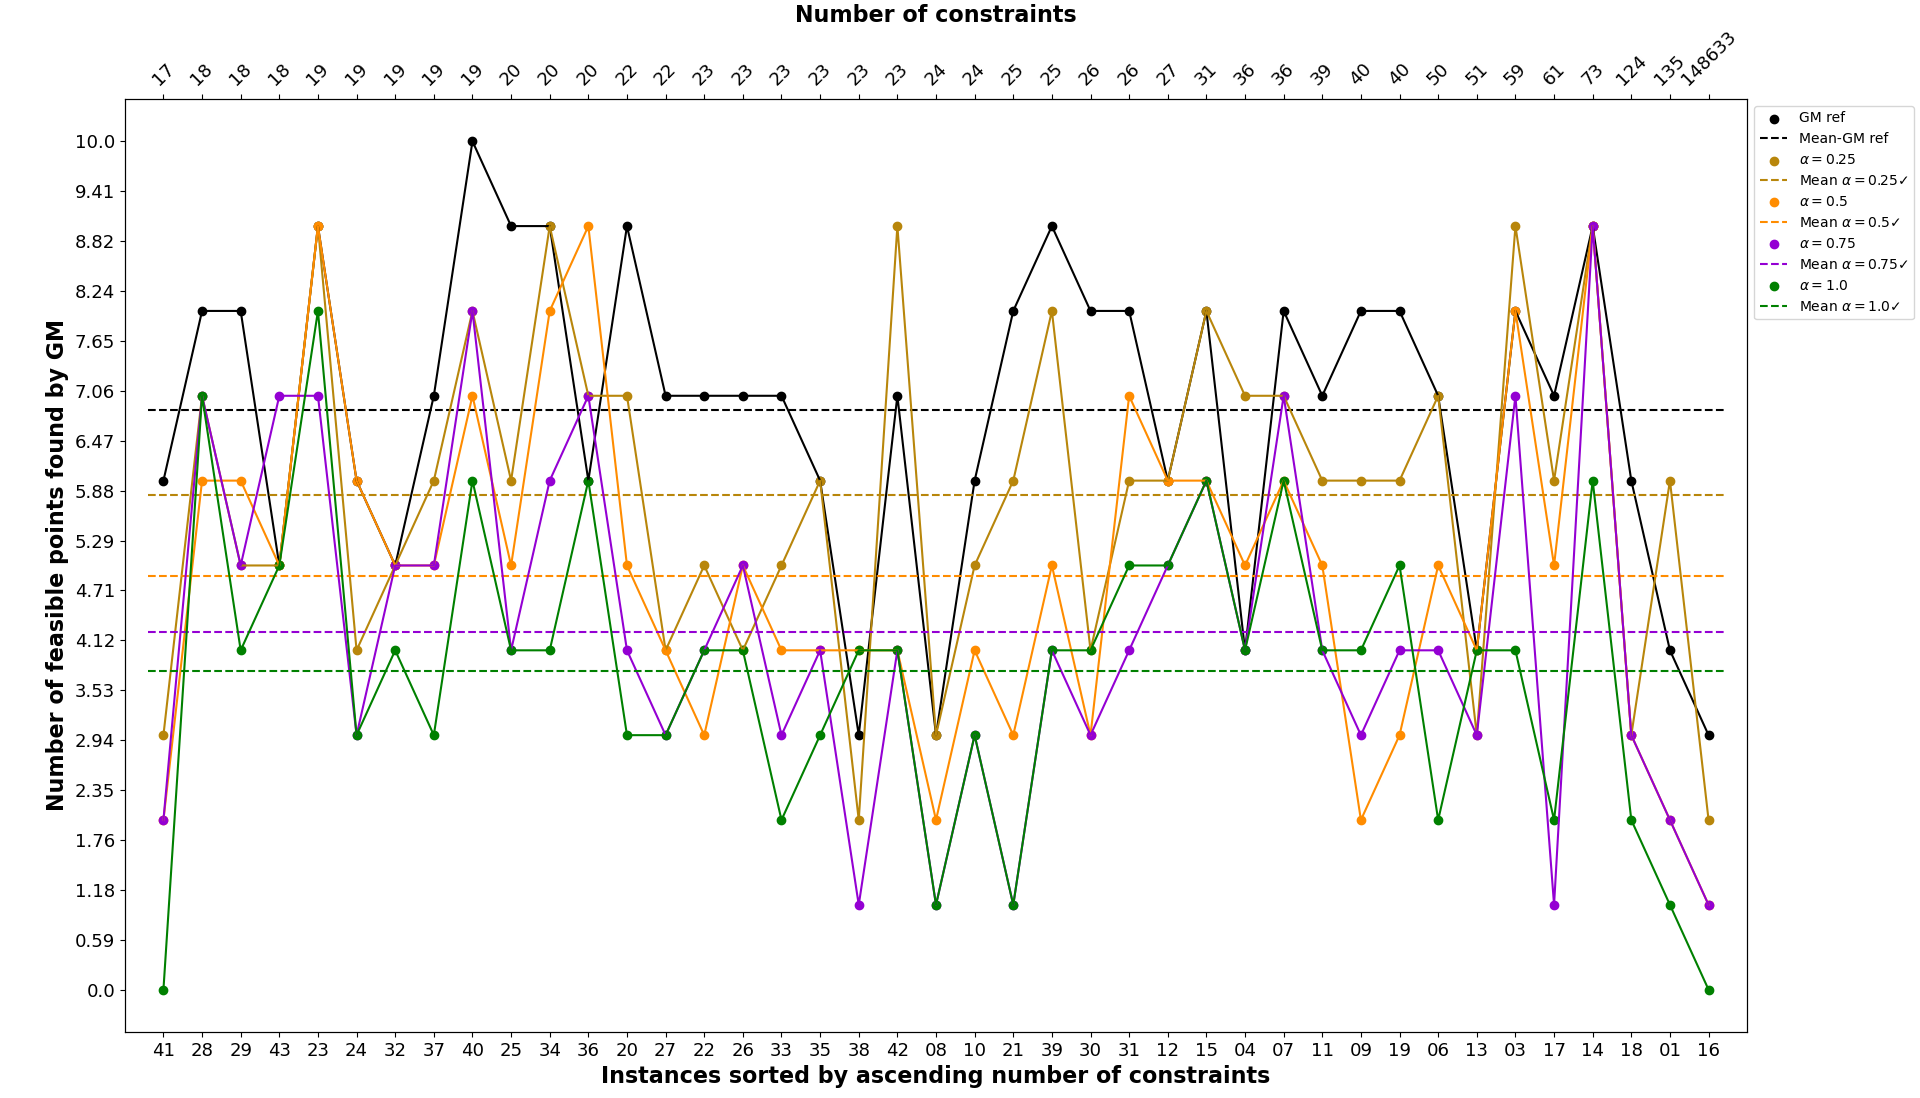 Number of constraints
17 18 18 18 19 19 19 19 19 20 20 20 22 22 23 23 23 23 23 23 24 24 25 25 26 26 27 31 36 36 39 40 40 50 51 59 61 73 124 135 148633
10.0
9.41
8.82
8.24
7.65
7.06
6.47
5.88
5.29
4.71
4.12
3.53
2.94
2.35
1.76
1.18
0.59
0.0
Number of feasible points found by GM
41 28 29 43 23 24 32 37 40 25 34 36 20 27 22 26 33 35 38 42 08 10 21 39 30 31 12 15 04 07 11 09 19 06 13 03 17 14 18 01 16
Instances sorted by ascending number of constraints
GM ref
Mean-GM ref
α = 0.25
Mean α = 0.25✓
α = 0.5
Mean α = 0.5✓
α = 0.75
Mean α = 0.75✓
α = 1.0
Mean α = 1.0✓